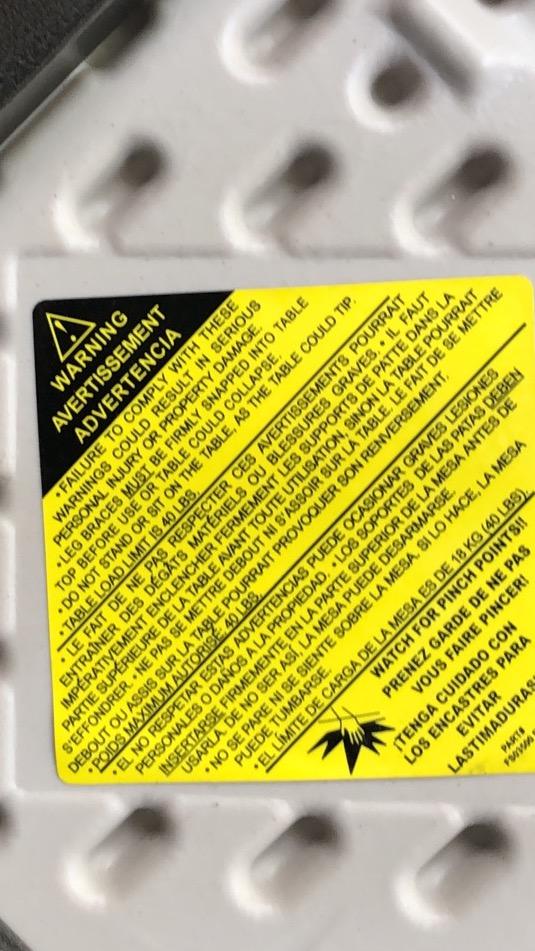 WARNING
AVERTISSEMENT
ADVERTENCIA
• FAILURE TO COMPLY WITH THESE
WARNINGS COULD RESULT IN SERIOUS
PERSONAL INJURY OR PROPERTY DAMAGE.
• LEG BRACES MUST BE FIRMLY SNAPPED INTO TABLE
TOP BEFORE USE OR TABLE COULD COLLAPSE.
• DO NOT STAND OR SIT ON THE TABLE, AS THE TABLE COULD TIP.
• TABLE LOAD LIMIT IS 40 LBS.
• LE FAIT DE NE PAS RESPECTER CES AVERTISSEMENTS POURRAIT
ENTRAÎNER DES DÉGÂTS MATÉRIELS OU BLESSURES GRAVES. • IL FAUT
IMPÉRATIVEMENT ENCLENCHER FERMEMENT LES SUPPORTS DE PATTE DANS LA
PARTIE SUPÉRIEURE DE LA TABLE AVANT TOUTE UTILISATION, SINON LA TABLE POURRAIT
S'EFFONDRER. • NE PAS SE METTRE DEBOUT NI S'ASSOIR SUR LA TABLE. LE FAIT DE SE METTRE
DEBOUT OU ASSIS SUR LA TABLE POURRAIT PROVOQUER SON RENVERSEMENT.
• POIDS MAXIMUM AUTORISÉ: 40 LBS.
• EL NO RESPETAR ESTAS ADVERTENCIAS PUEDE OCASIONAR GRAVES LESIONES
PERSONALES O DAÑOS A LA PROPIEDAD. • LOS SOPORTES DE LAS PATAS DEBEN
INSERTARSE FIRMEMENTE EN LA PARTE SUPERIOR DE LA MESA ANTES DE
USARLA. DE NO SER ASÍ, LA MESA PUEDE DESARMARSE.
• NO SE PARE NI SE SIENTE SOBRE LA MESA. SI LO HACE, LA MESA
PUEDE TUMBARSE.
• EL LÍMITE DE CARGA DE LA MESA ES DE 18 KG (40 LBS).
WATCH FOR PINCH POINTS!!
PRENEZ GARDE DE NE PAS
VOUS FAIRE PINCER!
¡TENGA CUIDADO CON
LOS ENCASTRES PARA
EVITAR
LASTIMADURAS!
PART#